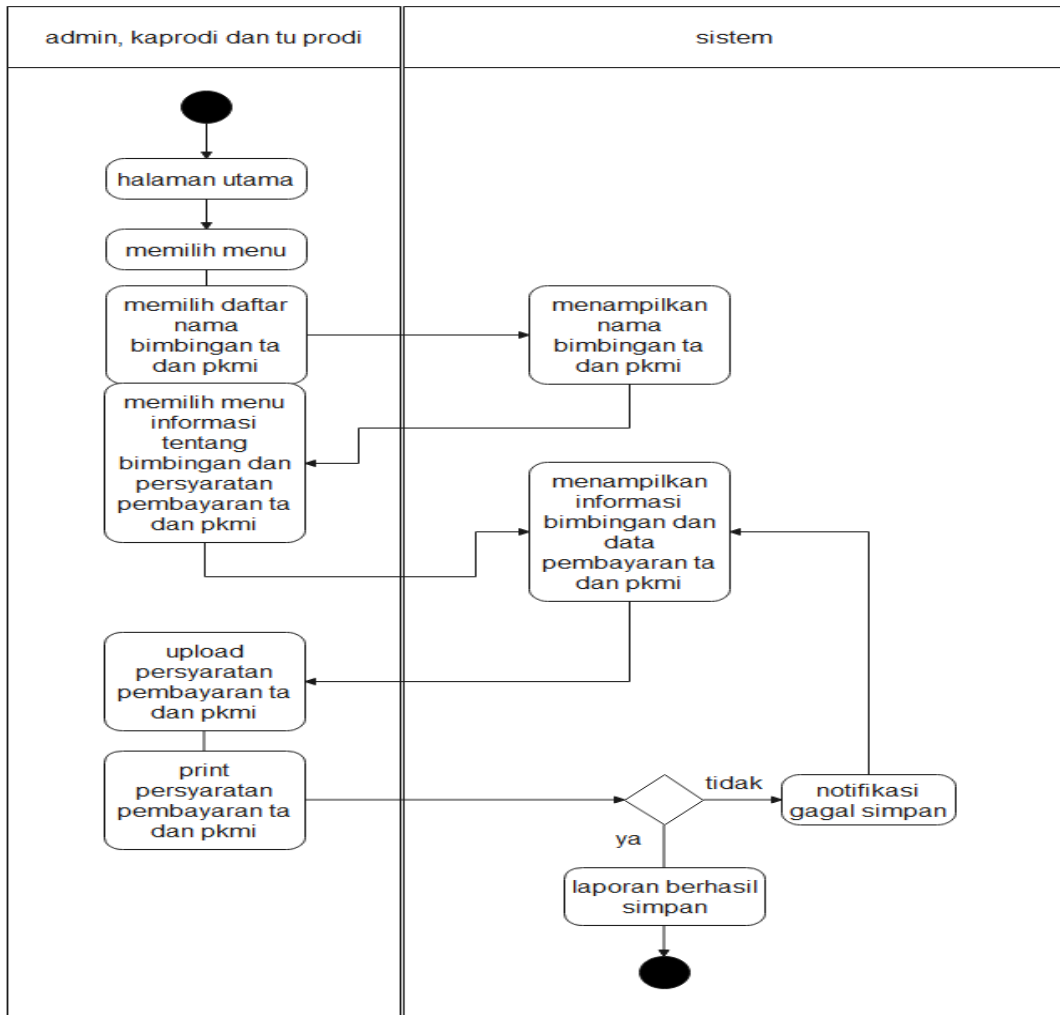 admin, kaprodi dan tu prodi
sistem
halaman utama
memilih menu
memilih daftar
nama
bimbingan ta
dan pkmi
menampilkan
nama
bimbingan ta
dan pkmi
memilih menu
informasi
tentang
bimbingan dan
persyaratan
pembayaran ta
dan pkmi
menampilkan
informasi
bimbingan dan
data
pembayaran ta
dan pkmi
upload
persyaratan
pembayaran ta
dan pkmi
print
persyaratan
pembayaran ta
dan pkmi
tidak
notifikasi
gagal simpan
ya
laporan berhasil
simpan